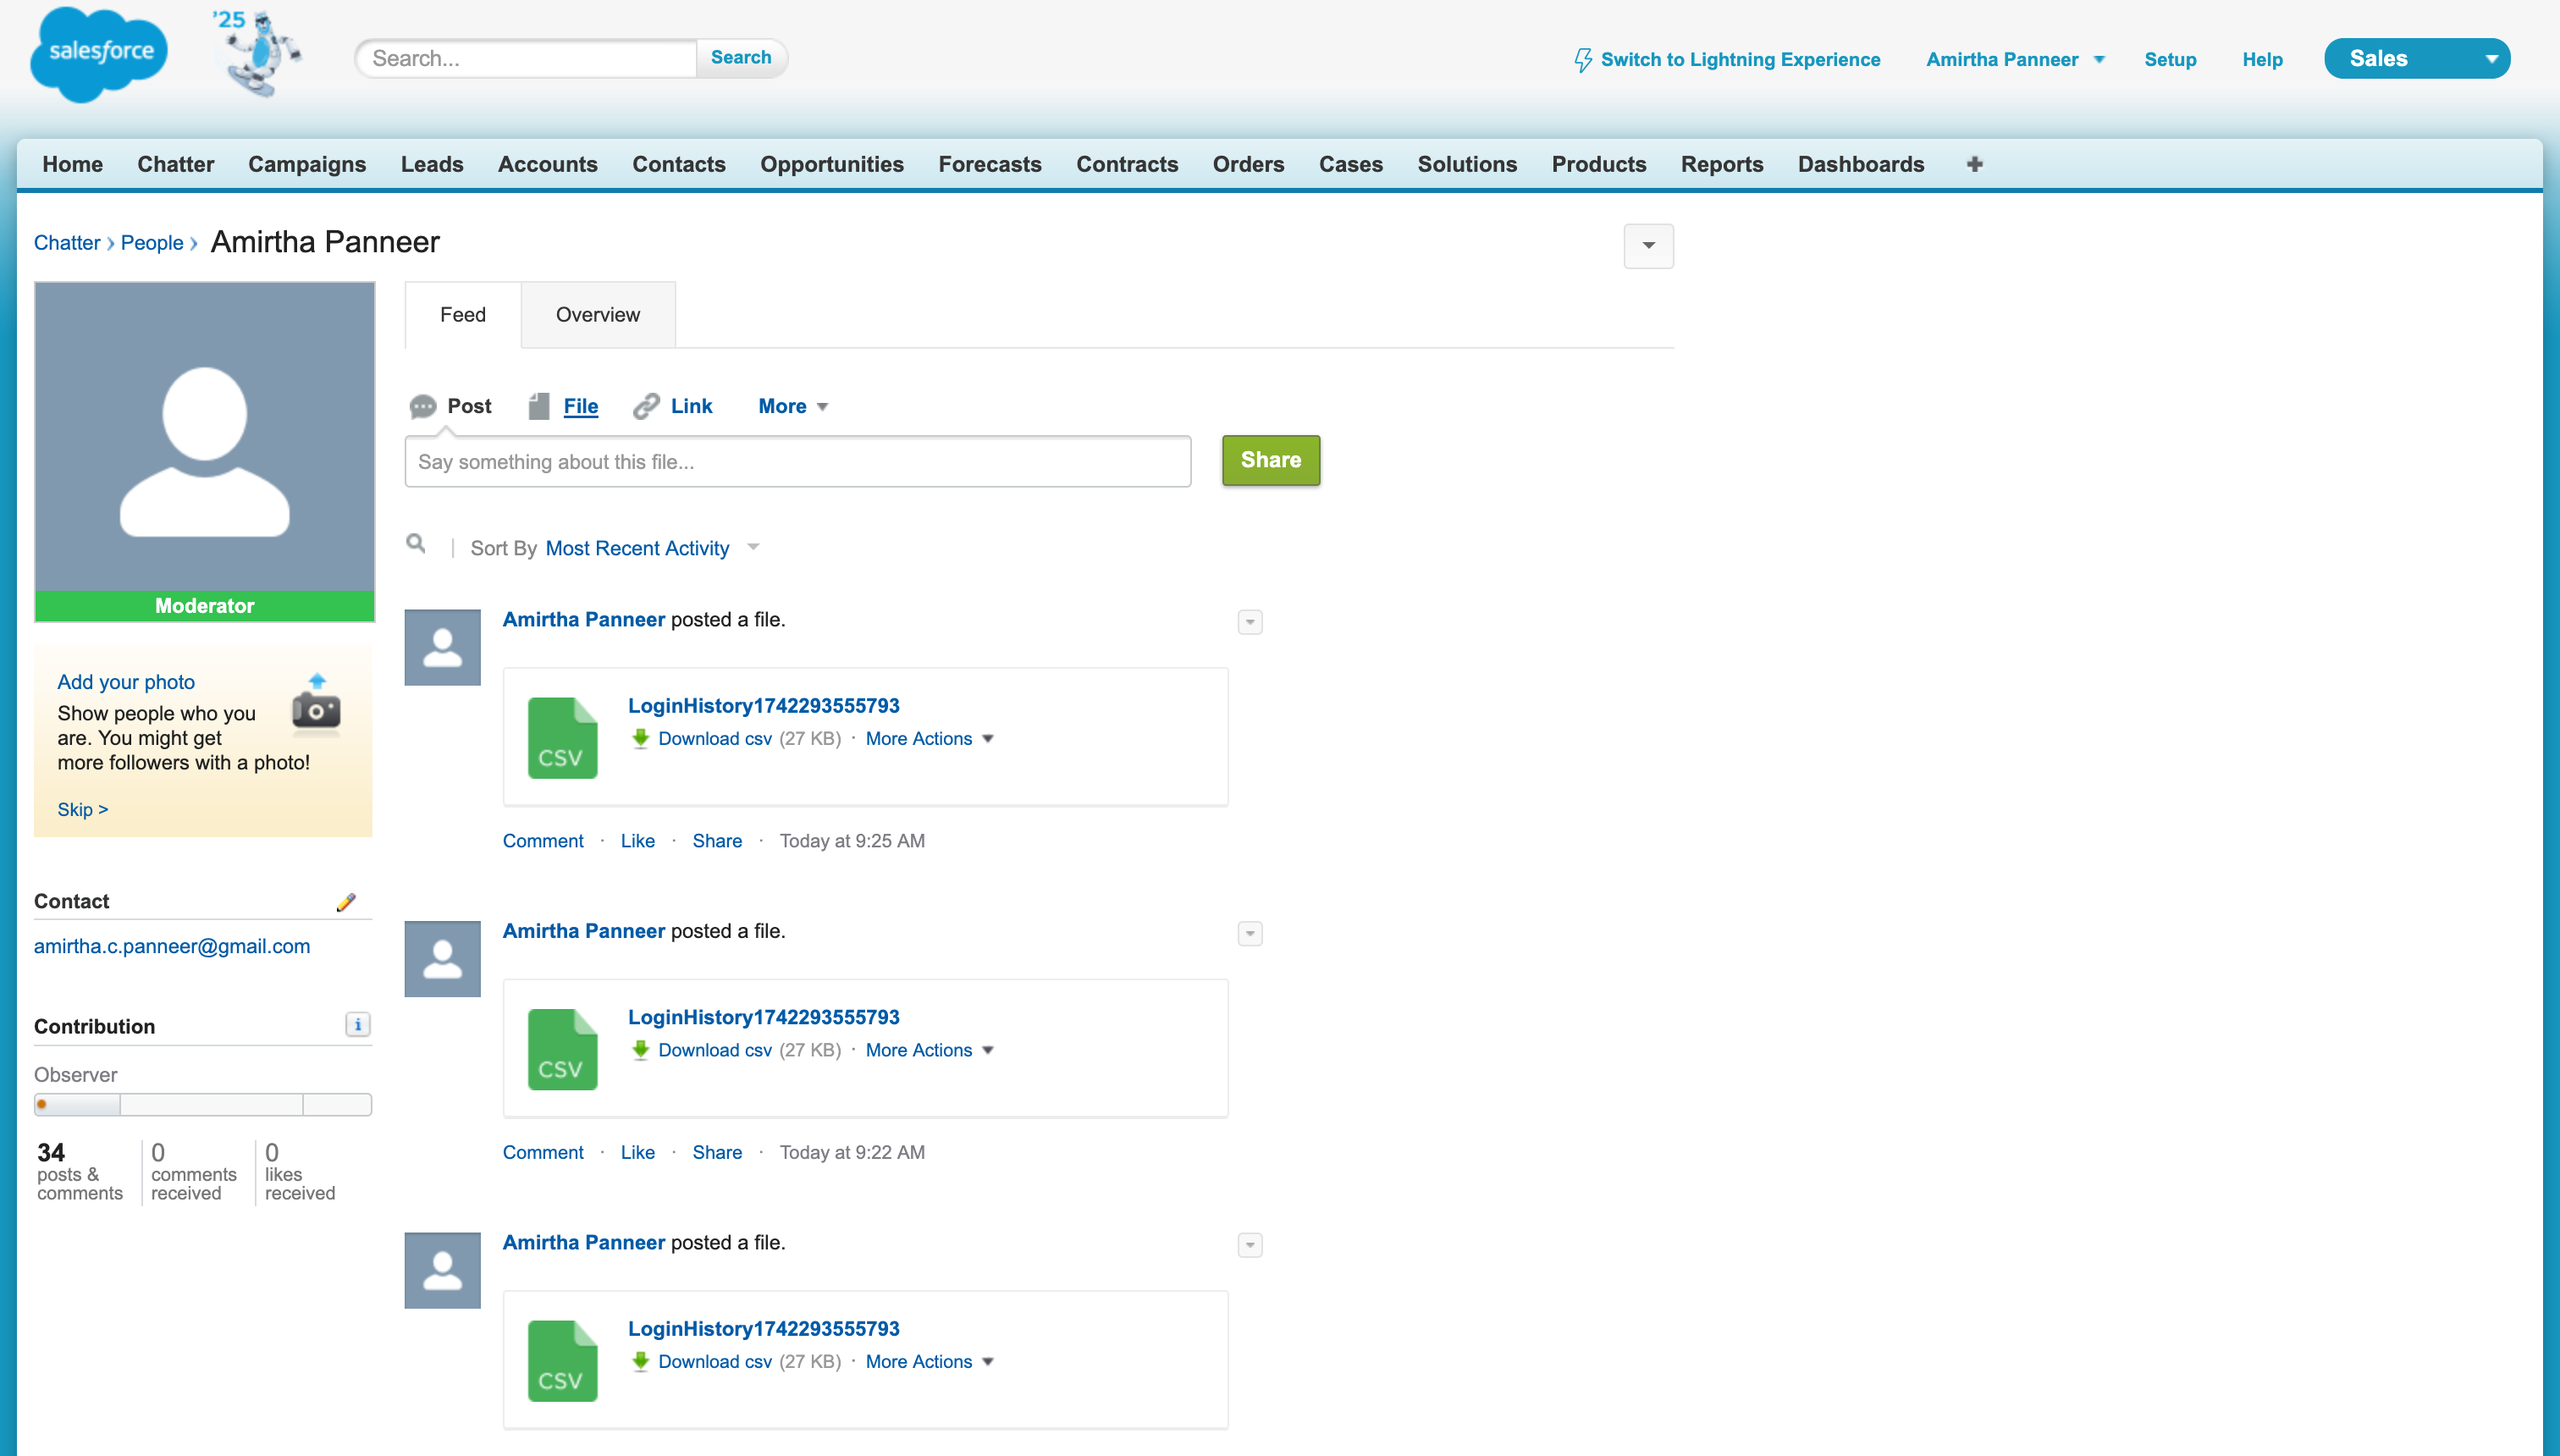 salesforce
'25
Search...
Search
Switch to Lightning Experience
Amirtha Panneer
Setup
Help
Sales
Home
Chatter
Campaigns
Leads
Accounts
Contacts
Opportunities
Forecasts
Contracts
Orders
Cases
Solutions
Products
Reports
Dashboards
+
Chatter › People › Amirtha Panneer
Moderator
Add your photo
Show people who you
are. You might get
more followers with a photo!
Skip >
Contact
amirtha.c.panneer@gmail.com
Contribution
i
Observer
34
posts &
comments
0
comments
received
0
likes
received
Feed
Overview
Post
File
Link
More
Say something about this file...
Share
Sort By Most Recent Activity
Amirtha Panneer posted a file.
CSV
LoginHistory1742293555793
Download csv (27 KB) · More Actions
Comment · Like · Share · Today at 9:25 AM
Amirtha Panneer posted a file.
CSV
LoginHistory1742293555793
Download csv (27 KB) · More Actions
Comment · Like · Share · Today at 9:22 AM
Amirtha Panneer posted a file.
CSV
LoginHistory1742293555793
Download csv (27 KB) · More Actions